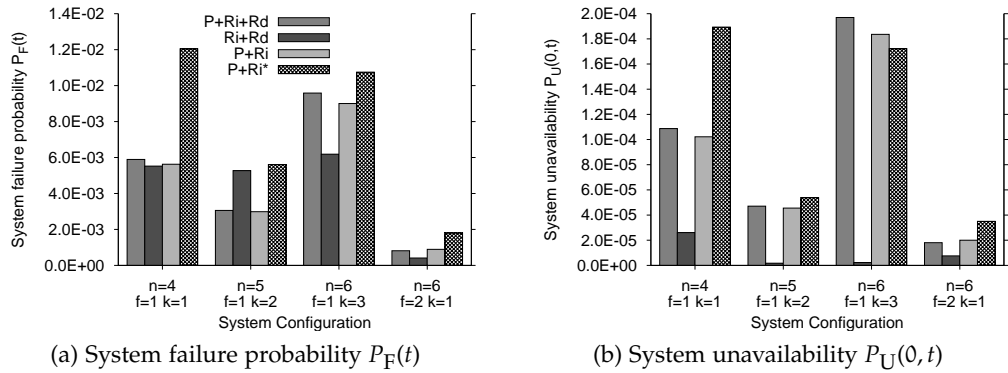 System failure probability P_F(t)
1.4E-02
1.2E-02
1.0E-02
8.0E-03
6.0E-03
4.0E-03
2.0E-03
0.0E+00
P+Ri+Rd
Ri+Rd
P+Ri
P+Ri*
n=4 n=5 n=6 n=6
f=1 k=1 f=1 k=2 f=1 k=3 f=2 k=1
System Configuration
(a) System failure probability P_F(t)
System unavailability P_U(0,t)
2.0E-04
1.8E-04
1.6E-04
1.4E-04
1.2E-04
1.0E-04
8.0E-05
6.0E-05
4.0E-05
2.0E-05
0.0E+00
n=4 n=5 n=6 n=6
f=1 k=1 f=1 k=2 f=1 k=3 f=2 k=1
System Configuration
(b) System unavailability P_U(0, t)